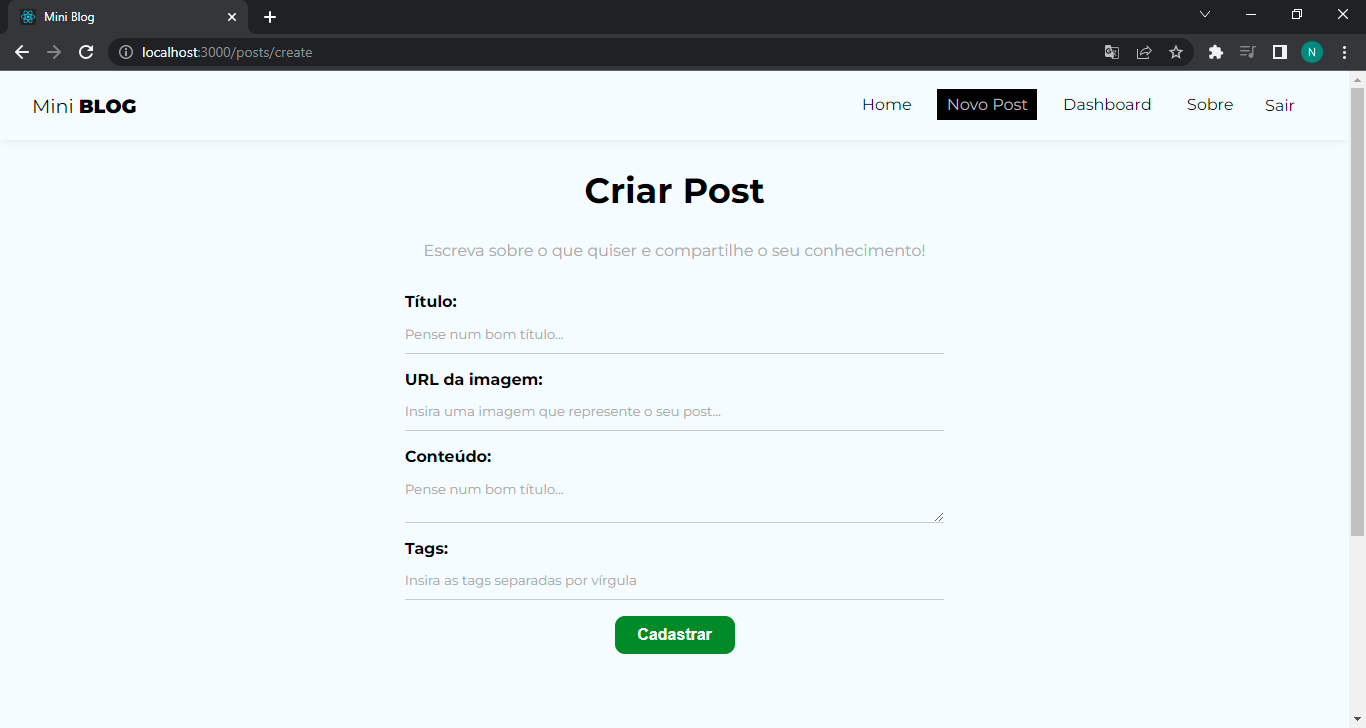 Mini Blog
localhost:3000/posts/create
N
Mini BLOG
Home
Novo Post
Dashboard
Sobre
Sair
Criar Post
Escreva sobre o que quiser e compartilhe o seu conhecimento!
Título:
Pense num bom título...
URL da imagem:
Insira uma imagem que represente o seu post...
Conteúdo:
Pense num bom título...
Tags:
Insira as tags separadas por vírgula
Cadastrar